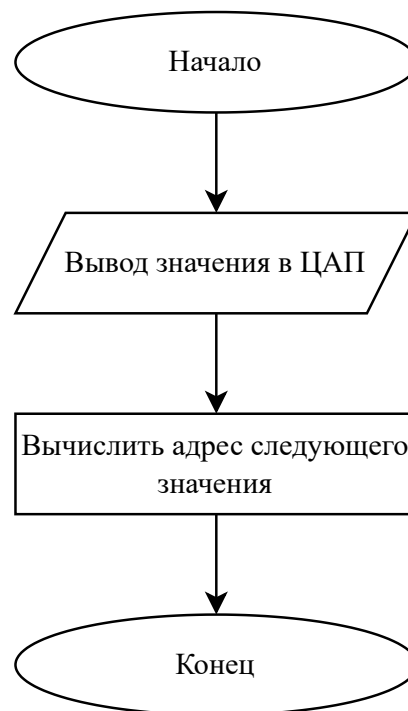 Начало
Вывод значения в ЦАП
Вычислить адрес следующего
значения
Конец